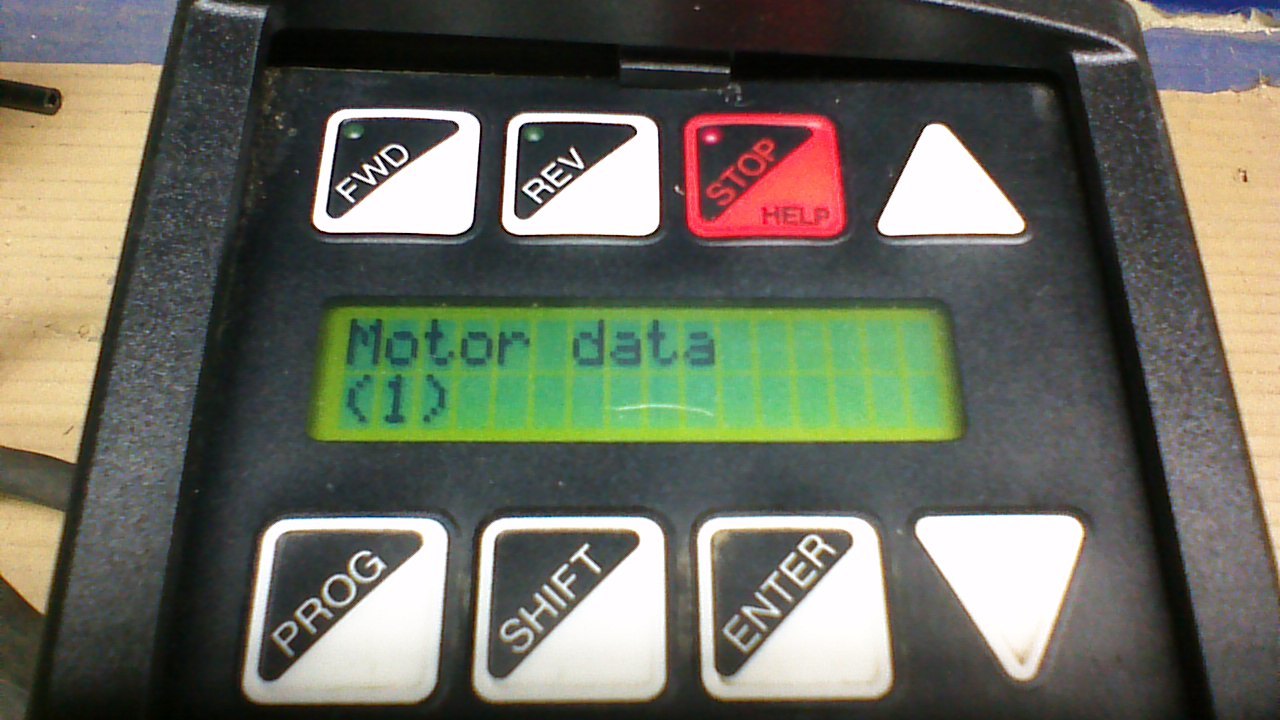 FWD
REV
STOP
HELP
Motor data
(1)
PROG
SHIFT
ENTER